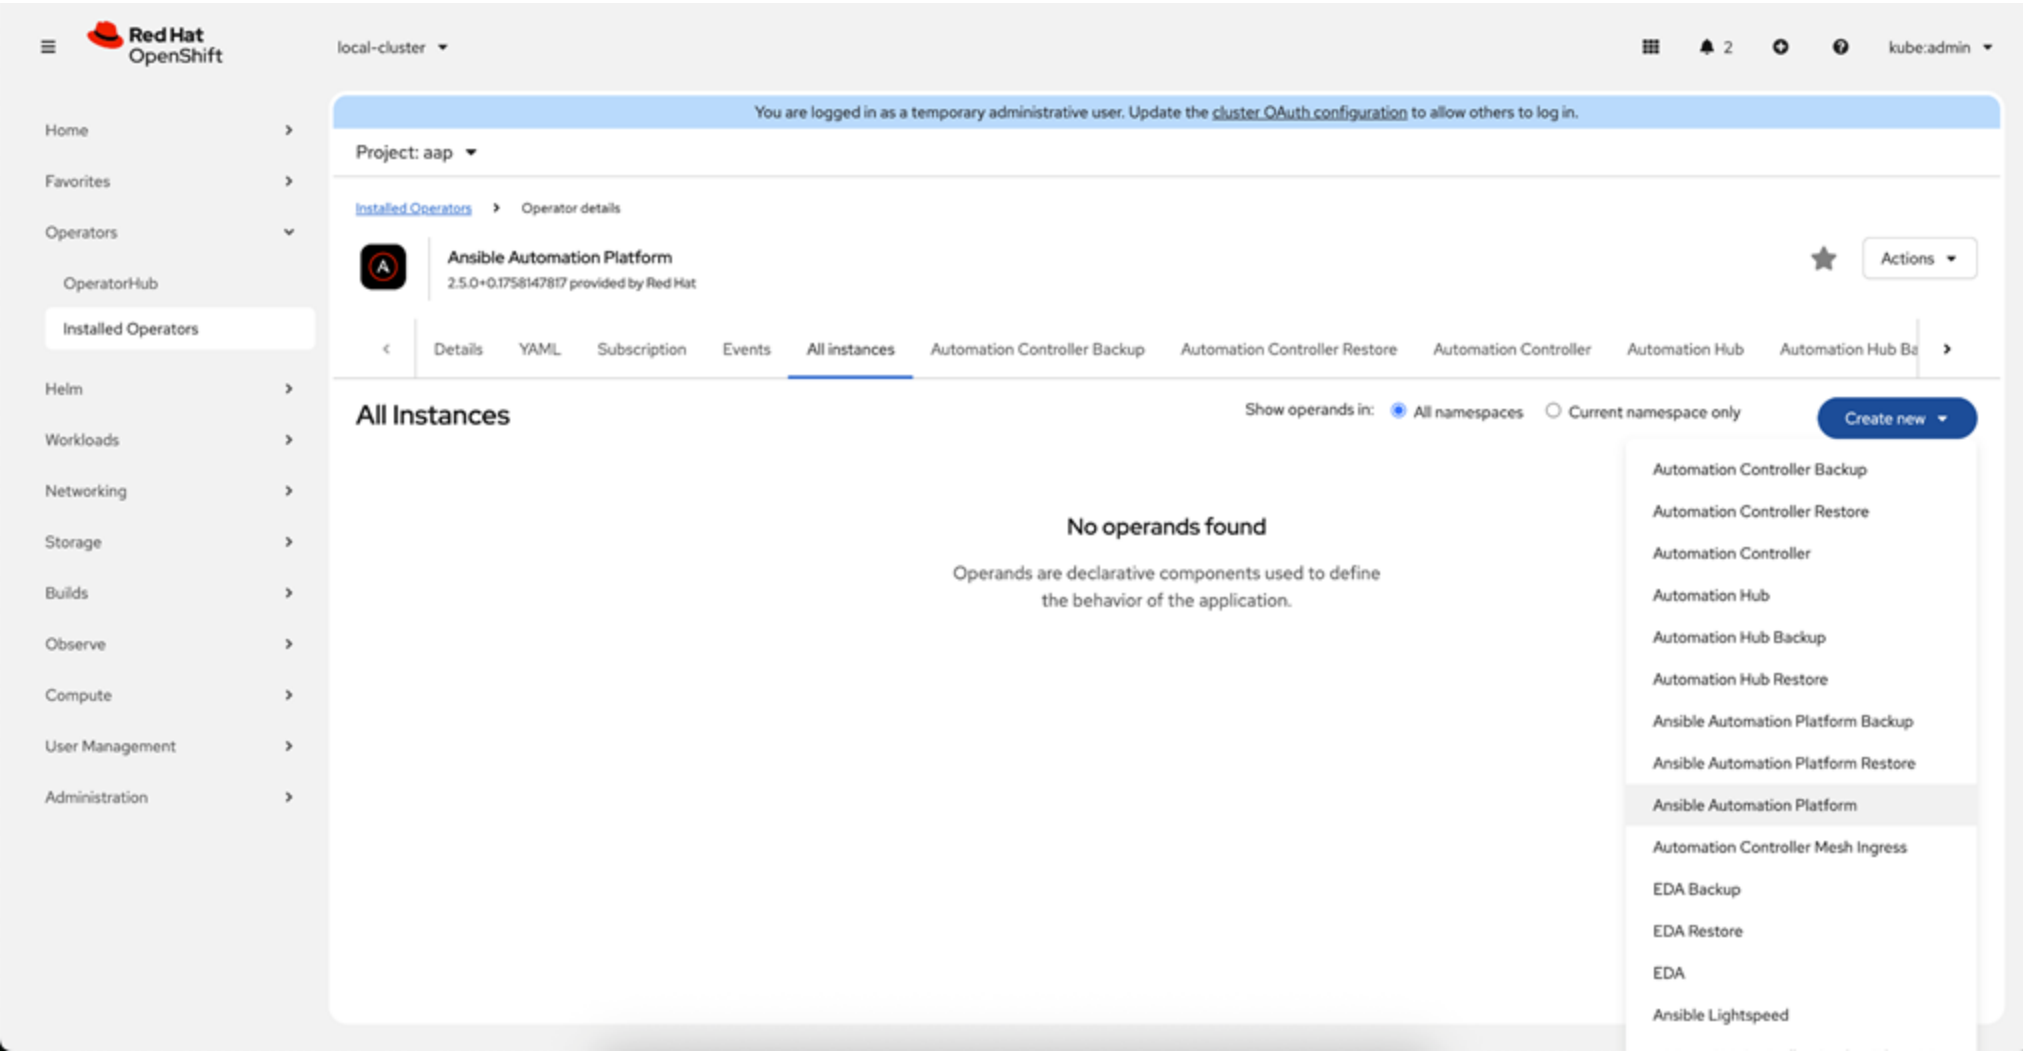 Red Hat
OpenShift
local-cluster
2
kube:admin
Home
Favorites
Operators
OperatorHub
Installed Operators
Helm
Workloads
Networking
Storage
Builds
Observe
Compute
User Management
Administration
You are logged in as a temporary administrative user. Update the cluster OAuth configuration to allow others to log in.
Project: aap
Installed Operators > Operator details
A
Ansible Automation Platform
2.5.0+0.1758147817 provided by Red Hat
Actions
Details YAML Subscription Events All instances Automation Controller Backup Automation Controller Restore Automation Controller Automation Hub Automation Hub Ba
All Instances
Show operands in: All namespaces Current namespace only
Create new
No operands found
Operands are declarative components used to define
the behavior of the application.
Automation Controller Backup
Automation Controller Restore
Automation Controller
Automation Hub
Automation Hub Backup
Automation Hub Restore
Ansible Automation Platform Backup
Ansible Automation Platform Restore
Ansible Automation Platform
Automation Controller Mesh Ingress
EDA Backup
EDA Restore
EDA
Ansible Lightspeed